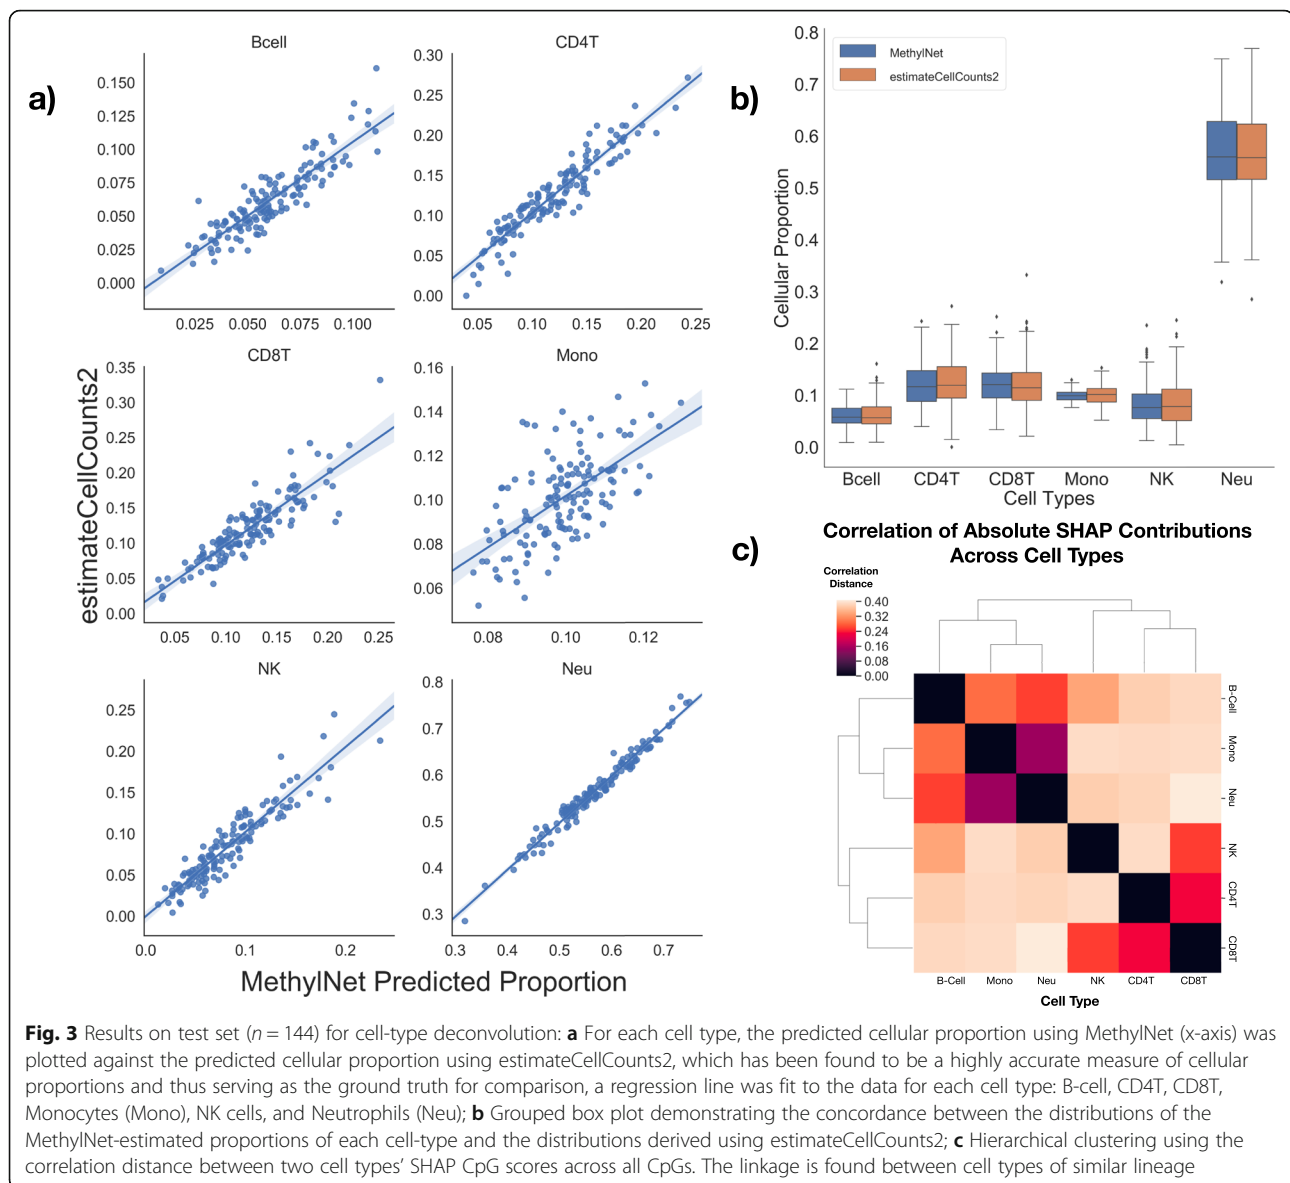 a)
Bcell
0.150
0.125
0.100
0.075
0.050
0.025
0.000
0.025 0.050 0.075 0.100
CD4T
0.30
0.25
0.20
0.15
0.10
0.05
0.00
0.05 0.10 0.15 0.20 0.25
CD8T
0.35
0.30
0.25
0.20
0.15
0.10
0.05
0.00
0.05 0.10 0.15 0.20 0.25
Mono
0.16
0.14
0.12
0.10
0.08
0.06
0.08 0.10 0.12
NK
0.25
0.20
0.15
0.10
0.05
0.00
0.0 0.1 0.2
Neu
0.8
0.7
0.6
0.5
0.4
0.3
0.3 0.4 0.5 0.6 0.7
estimateCellCounts2
MethylNet Predicted Proportion
b)
MethylNet
estimateCellCounts2
Cellular Proportion
0.8
0.7
0.6
0.5
0.4
0.3
0.2
0.1
0.0
Bcell CD4T CD8T Mono NK Neu
Cell Types
c)
Correlation of Absolute SHAP Contributions
Across Cell Types
Correlation
Distance
0.40
0.32
0.24
0.16
0.08
0.00
B-Cell
Mono
Neu
NK
CD4T
CD8T
B-Cell Mono Neu NK CD4T CD8T
Cell Type
Fig. 3 Results on test set (n = 144) for cell-type deconvolution: a For each cell type, the predicted cellular proportion using MethylNet (x-axis) was
plotted against the predicted cellular proportion using estimateCellCounts2, which has been found to be a highly accurate measure of cellular
proportions and thus serving as the ground truth for comparison, a regression line was fit to the data for each cell type: B-cell, CD4T, CD8T,
Monocytes (Mono), NK cells, and Neutrophils (Neu); b Grouped box plot demonstrating the concordance between the distributions of the
MethylNet-estimated proportions of each cell-type and the distributions derived using estimateCellCounts2; c Hierarchical clustering using the
correlation distance between two cell types' SHAP CpG scores across all CpGs. The linkage is found between cell types of similar lineage